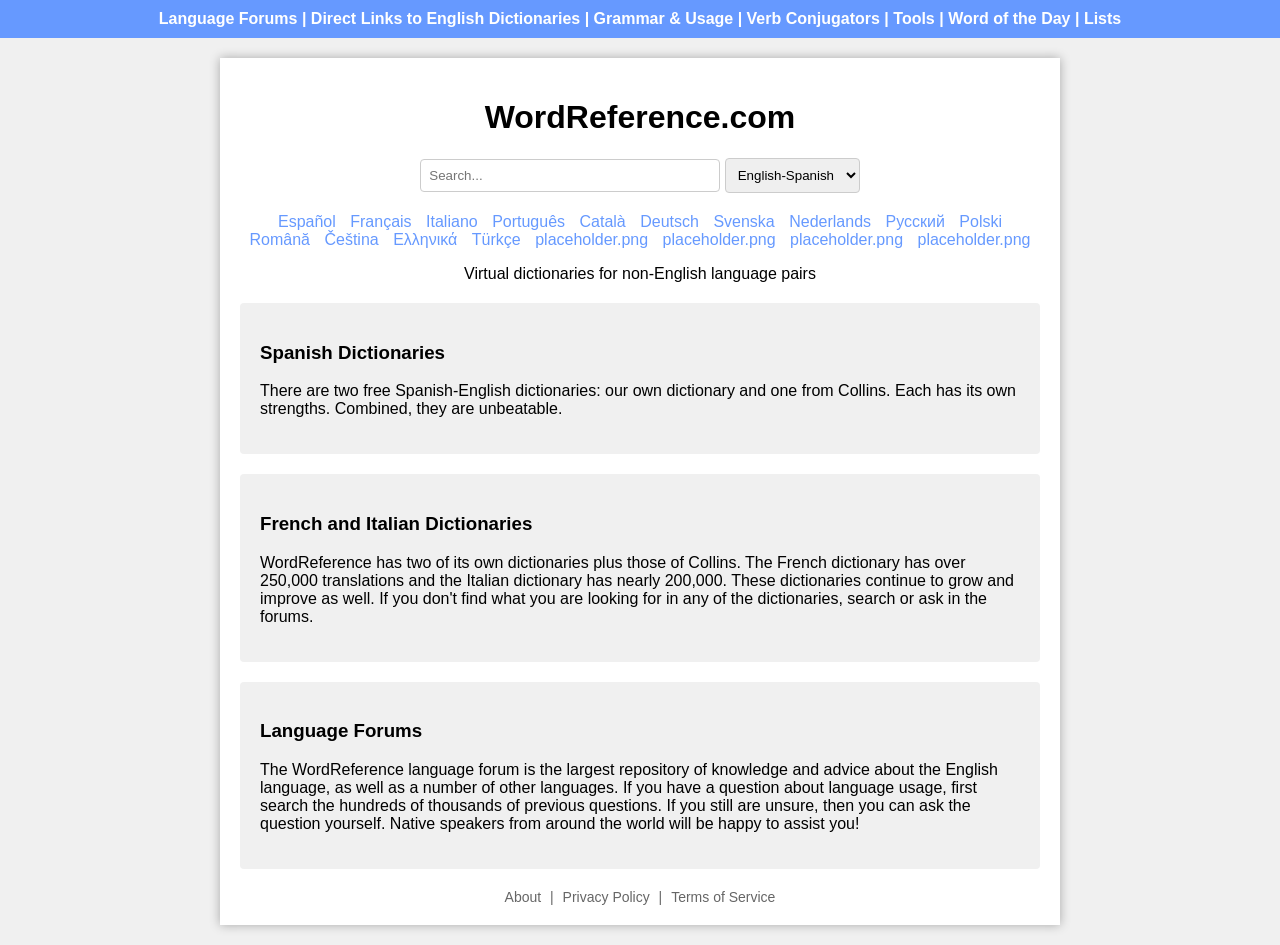 Language Forums | Direct Links to English Dictionaries | Grammar & Usage | Verb Conjugators | Tools | Word of the Day | Lists
WordReference.com
Search... English-Spanish
Español Français Italiano Português Català Deutsch Svenska Nederlands Русский Polski
Română Čeština Ελληνικά Türkçe placeholder.png placeholder.png placeholder.png placeholder.png
Virtual dictionaries for non-English language pairs
Spanish Dictionaries
There are two free Spanish-English dictionaries: our own dictionary and one from Collins. Each has its own
strengths. Combined, they are unbeatable.
French and Italian Dictionaries
WordReference has two of its own dictionaries plus those of Collins. The French dictionary has over
250,000 translations and the Italian dictionary has nearly 200,000. These dictionaries continue to grow and
improve as well. If you don't find what you are looking for in any of the dictionaries, search or ask in the
forums.
Language Forums
The WordReference language forum is the largest repository of knowledge and advice about the English
language, as well as a number of other languages. If you have a question about language usage, first
search the hundreds of thousands of previous questions. If you still are unsure, then you can ask the
question yourself. Native speakers from around the world will be happy to assist you!
About | Privacy Policy | Terms of Service